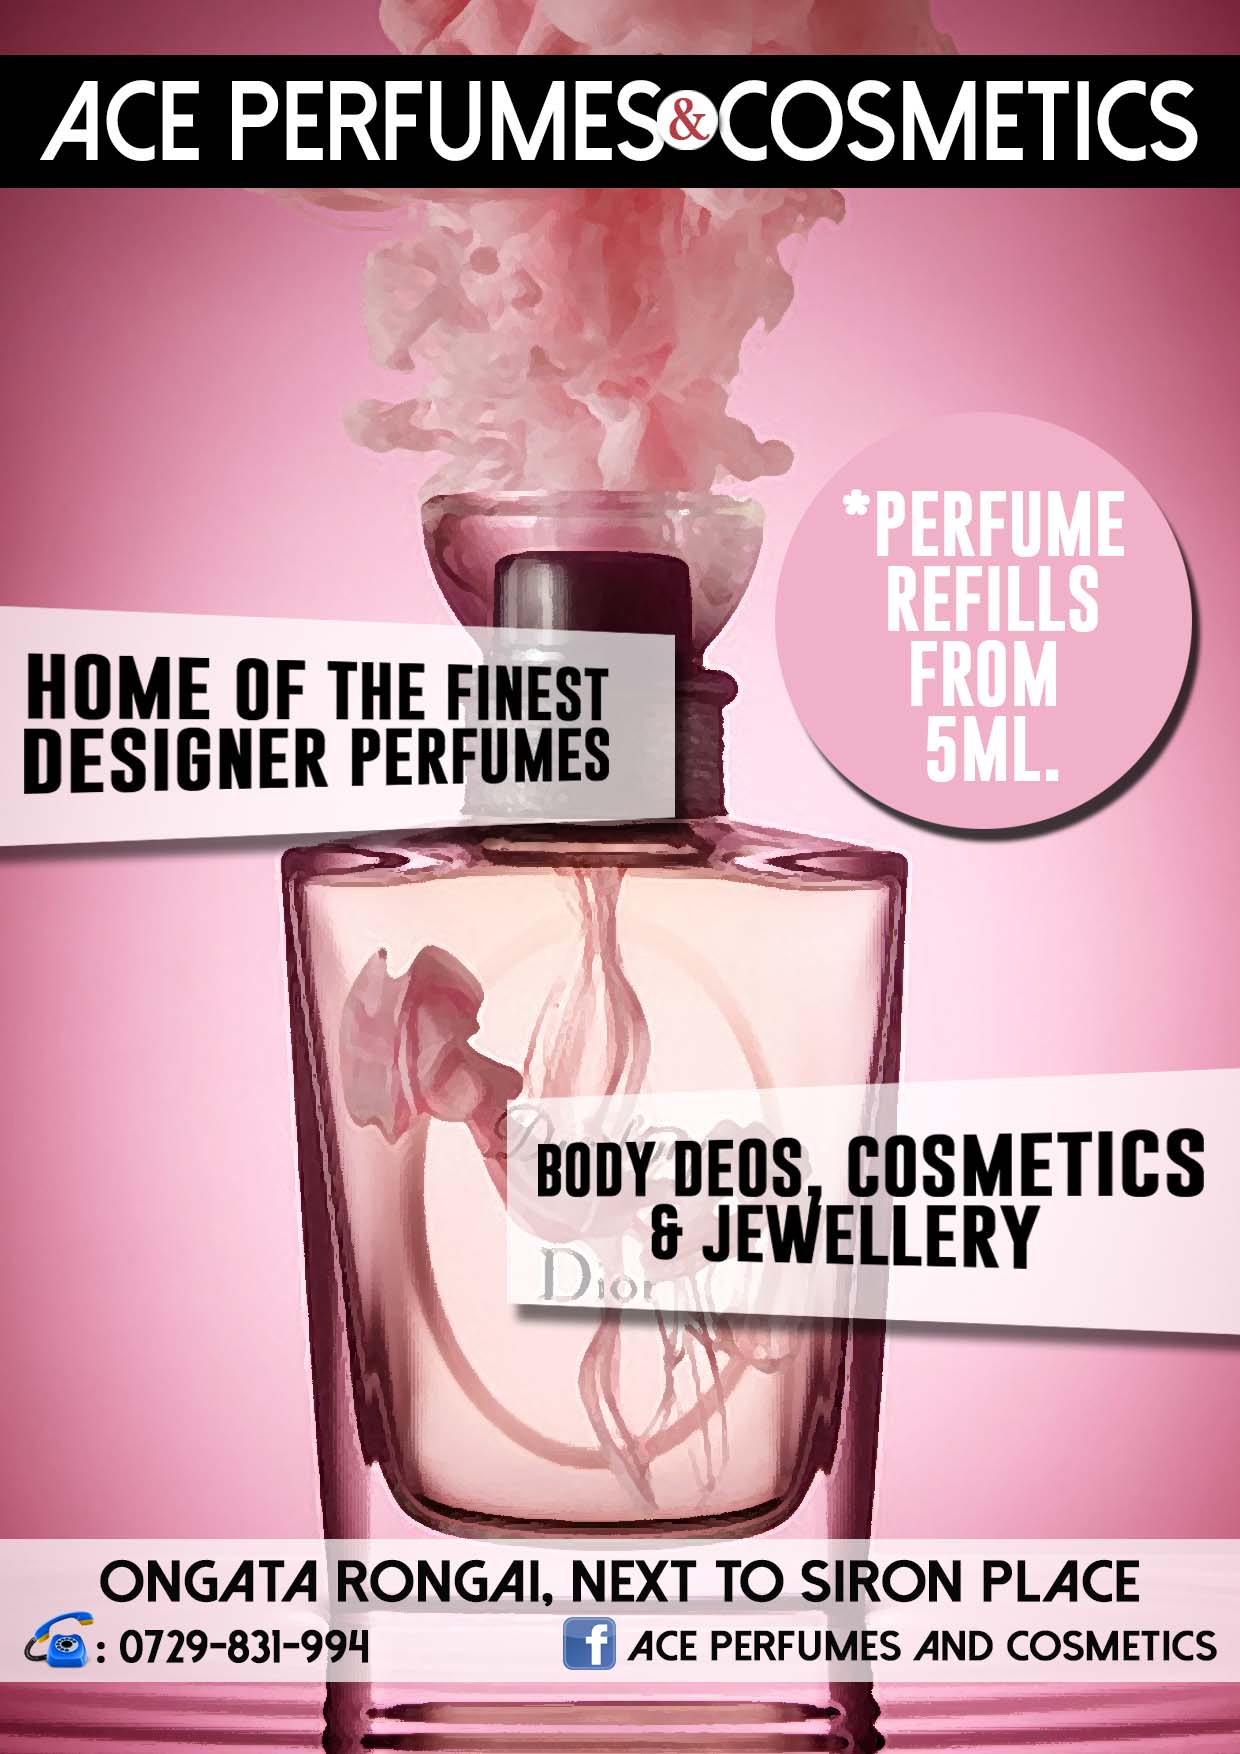 ACE PERFUMES&COSMETICS
*PERFUME
REFILLS
FROM
5ML.
HOME OF THE FINEST
DESIGNER PERFUMES
BODY DEOS, COSMETICS
& JEWELLERY
Dior
ONGATA RONGAI, NEXT TO SIRON PLACE
: 0729-831-994
f ACE PERFUMES AND COSMETICS